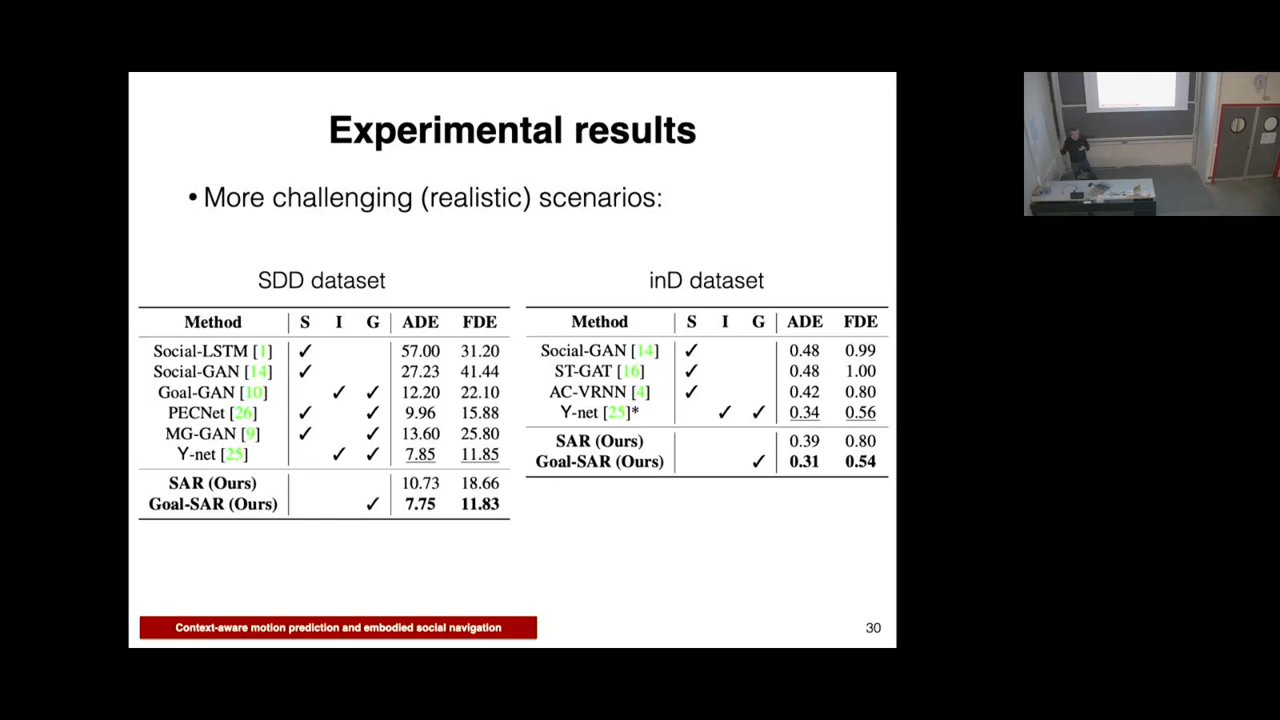 Experimental results
• More challenging (realistic) scenarios:
SDD dataset
Method S I G ADE FDE
Social-LSTM [1] ✓ 57.00 31.20
Social-GAN [14] ✓ 27.23 41.44
Goal-GAN [10] ✓ ✓ 12.20 22.10
PECNet [26] ✓ ✓ 9.96 15.88
MG-GAN [9] ✓ ✓ 13.60 25.80
Y-net [25] ✓ ✓ 7.85 11.85
SAR (Ours) 10.73 18.66
Goal-SAR (Ours) ✓ 7.75 11.83
inD dataset
Method S I G ADE FDE
Social-GAN [14] ✓ 0.48 0.99
ST-GAT [16] ✓ 0.48 1.00
AC-VRNN [4] ✓ 0.42 0.80
Y-net [25]* ✓ ✓ 0.34 0.56
SAR (Ours) 0.39 0.80
Goal-SAR (Ours) ✓ 0.31 0.54
Context-aware motion prediction and embodied social navigation
30